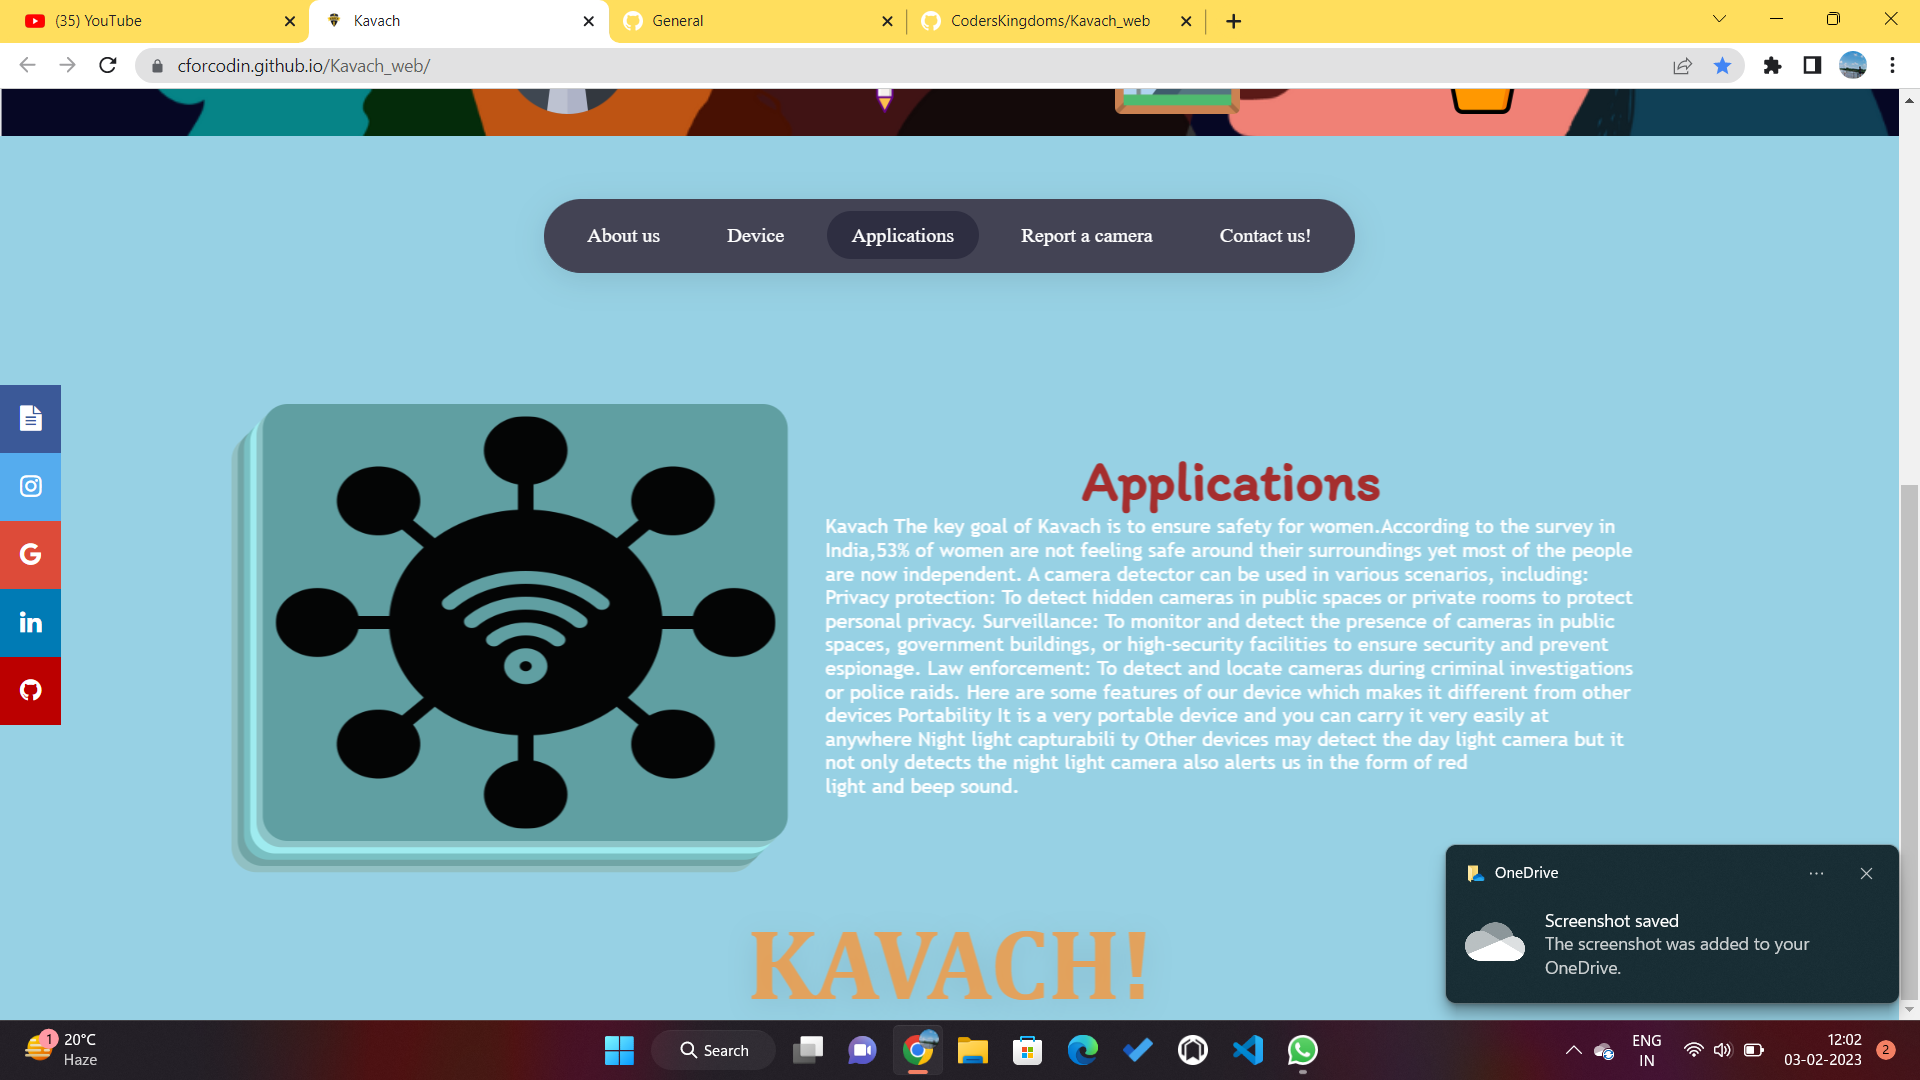 (35) YouTube
Kavach
General
CodersKingdoms/Kavach_web
cforcodin.github.io/Kavach_web/
About us
Device
Applications
Report a camera
Contact us!
Applications
Kavach The key goal of Kavach is to ensure safety for women.According to the survey in
India,53% of women are not feeling safe around their surroundings yet most of the people
are now independent. A camera detector can be used in various scenarios, including:
Privacy protection: To detect hidden cameras in public spaces or private rooms to protect
personal privacy. Surveillance: To monitor and detect the presence of cameras in public
spaces, government buildings, or high-security facilities to ensure security and prevent
espionage. Law enforcement: To detect and locate cameras during criminal investigations
or police raids. Here are some features of our device which makes it different from other
devices Portability It is a very portable device and you can carry it very easily at
anywhere Night light capturabili ty Other devices may detect the day light camera but it
not only detects the night light camera also alerts us in the form of red
light and beep sound.
KAVACH!
OneDrive
Screenshot saved
The screenshot was added to your
OneDrive.
1
20°C
Haze
Search
ENG
IN
12:02
03-02-2023
2